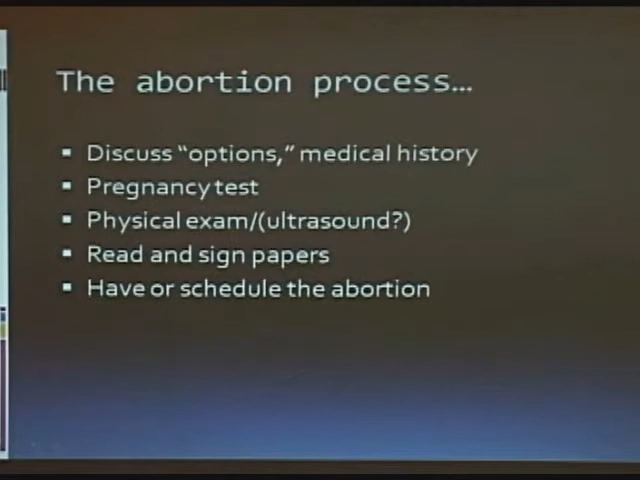 The abortion process…
▪ Discuss “options,” medical history
▪ Pregnancy test
▪ Physical exam/(ultrasound?)
▪ Read and sign papers
▪ Have or schedule the abortion